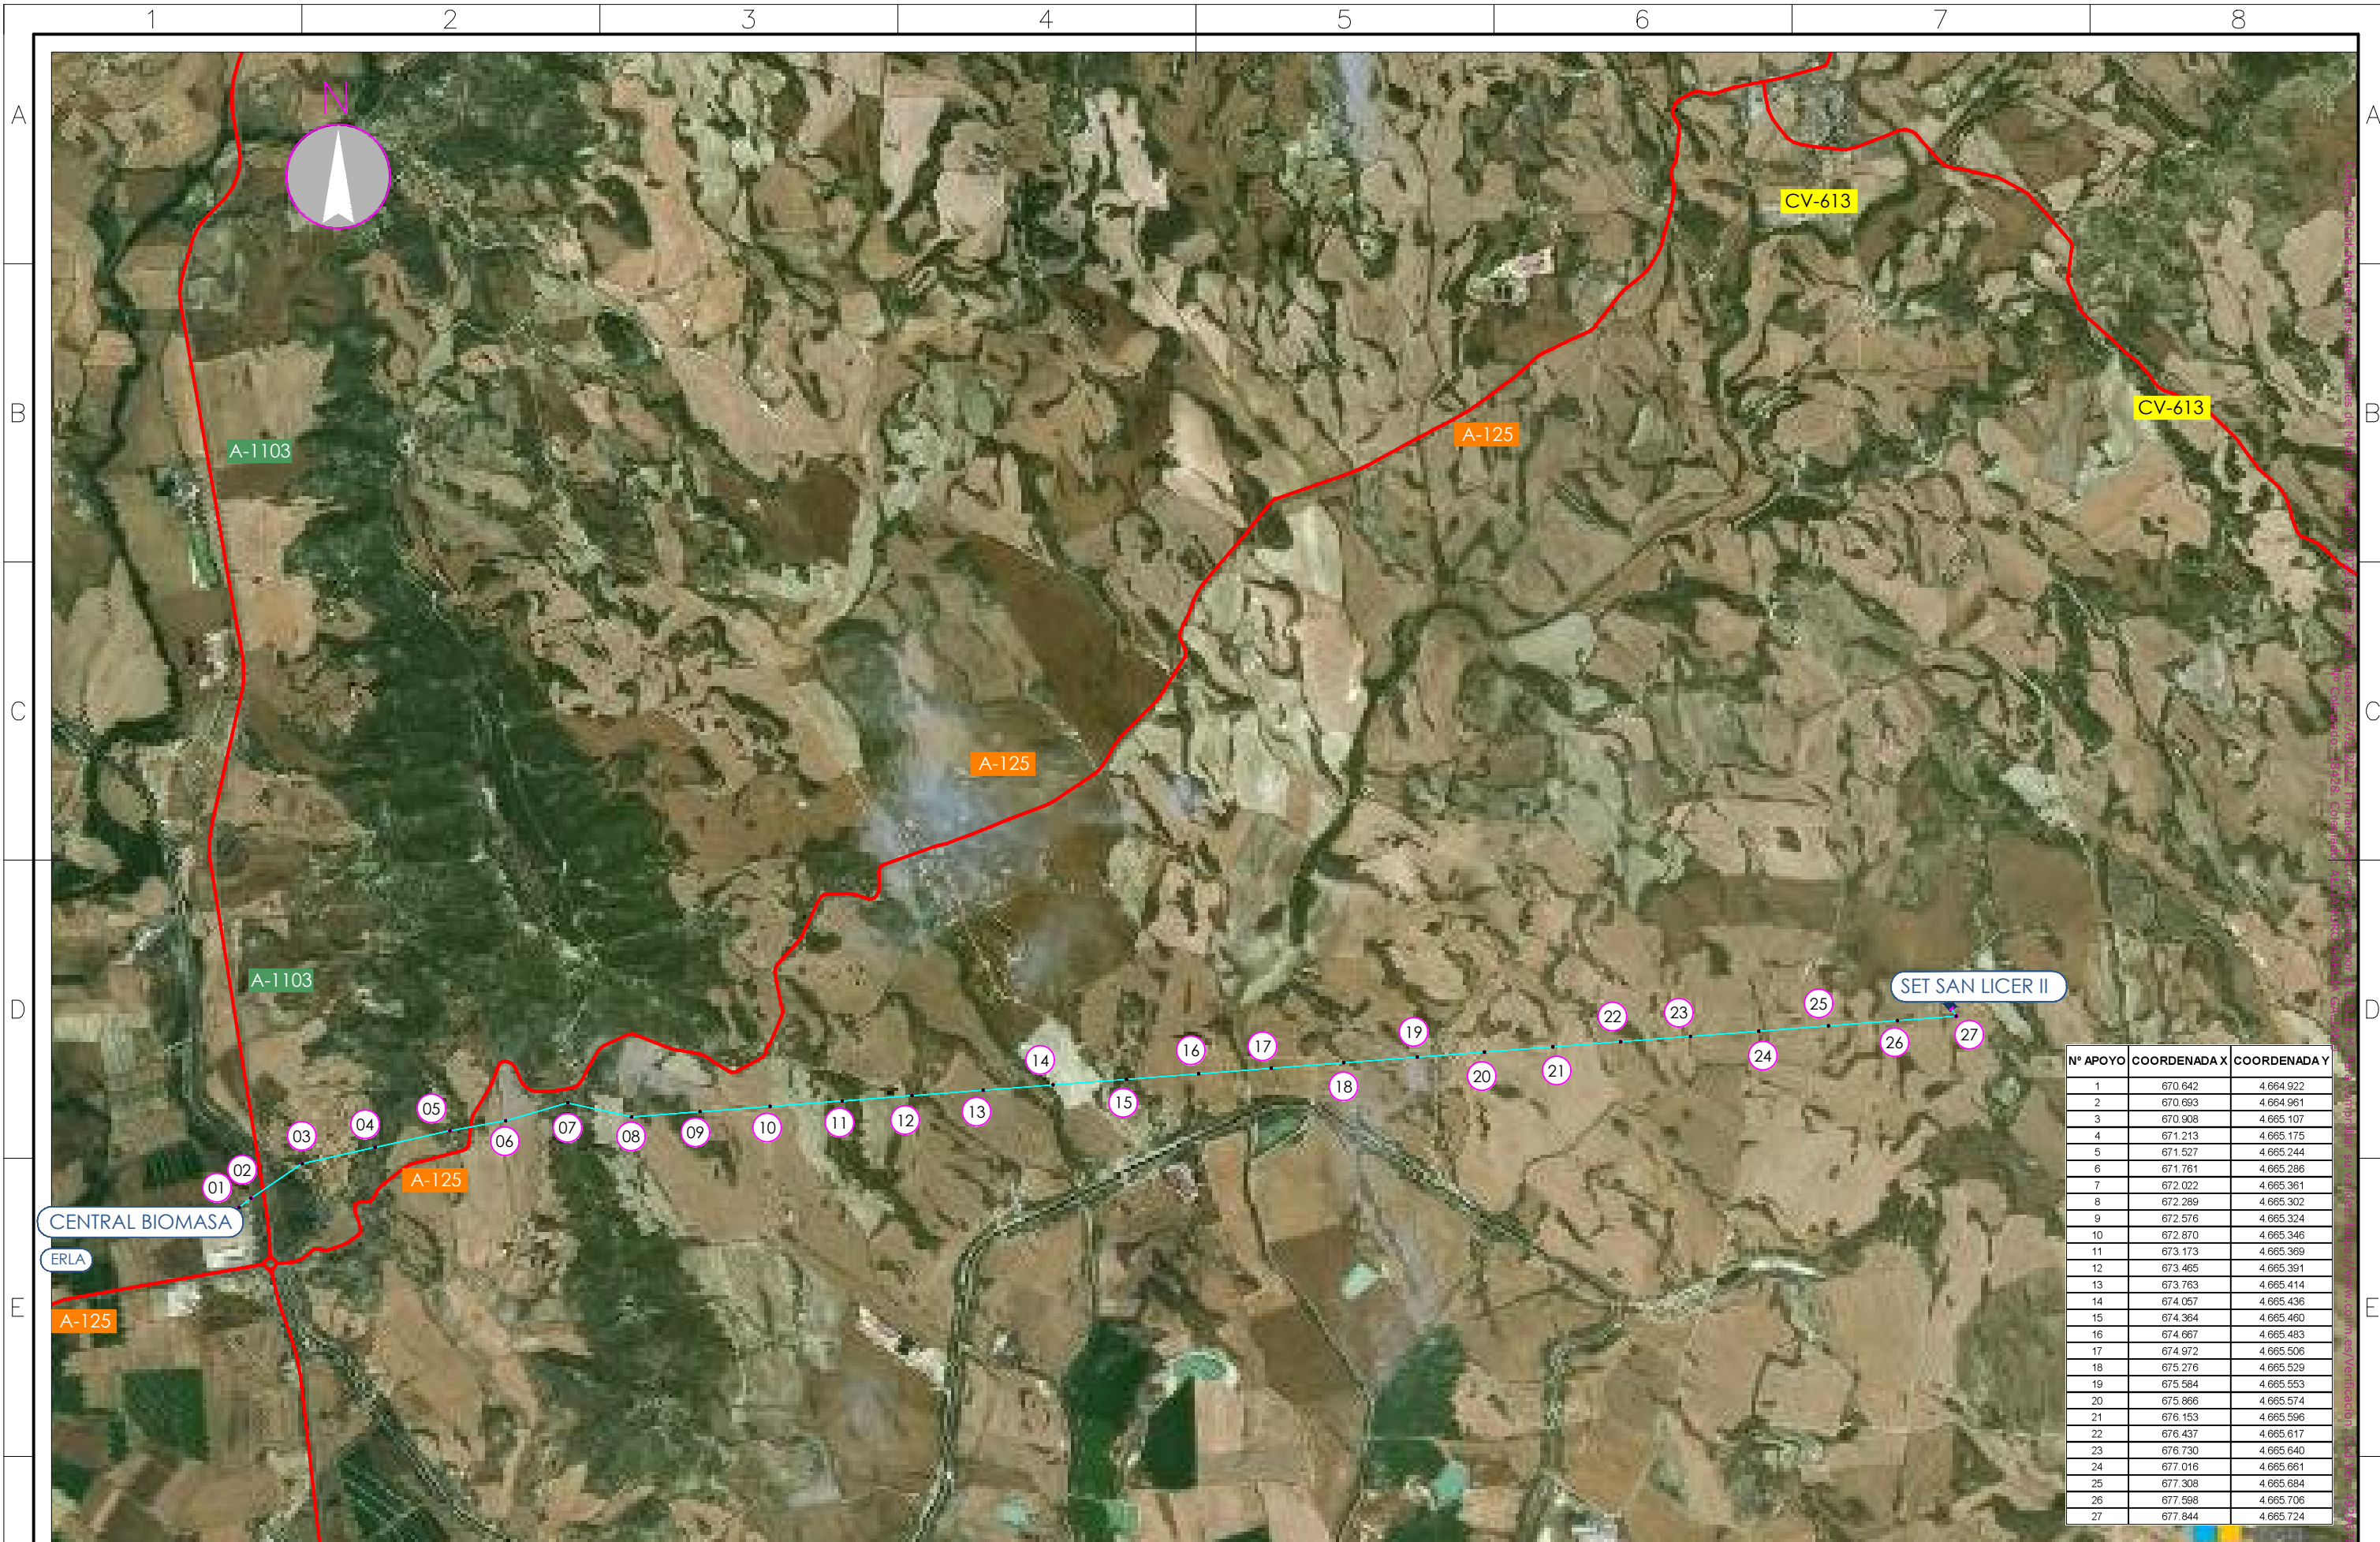 1 2 3 4 5 6 7 8
A A
N
CV-613
B B
A-1103
A-125
CV-613
C C
A-125
D D
A-1103
SET SAN LICER II
01 02 03 04 05 06 07 08 09 10 11 12 13 14 15 16 17 18 19 20 21 22 23 24 25 26 27
A-125
CENTRAL BIOMASA
ERLA
E E
A-125
Nº APOYO COORDENADA X COORDENADA Y
1 670.642 4.664.922
2 670.693 4.664.961
3 670.908 4.665.107
4 671.213 4.665.175
5 671.527 4.665.244
6 671.761 4.665.286
7 672.022 4.665.361
8 672.289 4.665.302
9 672.576 4.665.324
10 672.870 4.665.346
11 673.173 4.665.369
12 673.465 4.665.391
13 673.763 4.665.414
14 674.057 4.665.436
15 674.364 4.665.460
16 674.667 4.665.483
17 674.972 4.665.506
18 675.276 4.665.529
19 675.584 4.665.553
20 675.866 4.665.574
21 676.153 4.665.596
22 676.437 4.665.617
23 676.730 4.665.640
24 677.016 4.665.661
25 677.308 4.665.684
26 677.598 4.665.706
27 677.844 4.665.724